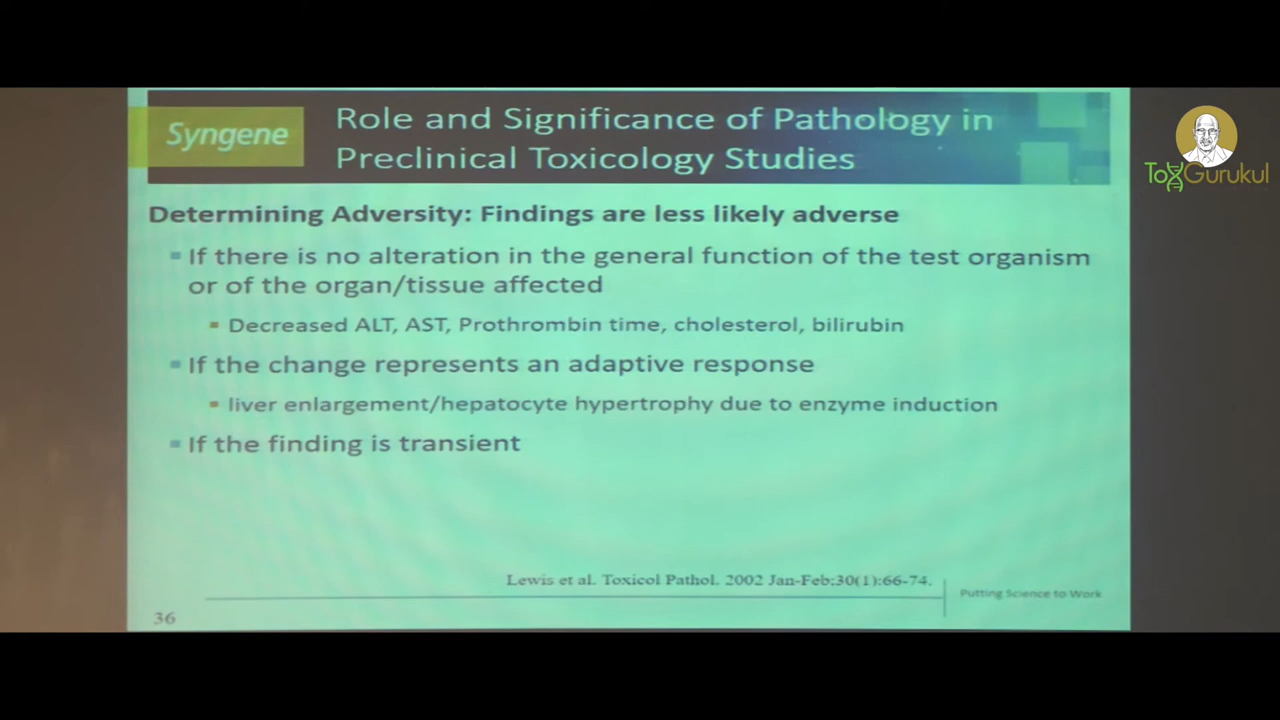 Syngene
Role and Significance of Pathology in
Preclinical Toxicology Studies
ToxGurukul
Determining Adversity: Findings are less likely adverse
If there is no alteration in the general function of the test organism
or of the organ/tissue affected
Decreased ALT, AST, Prothrombin time, cholesterol, bilirubin
If the change represents an adaptive response
liver enlargement/hepatocyte hypertrophy due to enzyme induction
If the finding is transient
Lewis et al. Toxicol Pathol. 2002 Jan-Feb;30(1):66-74.
Putting Science to Work
36